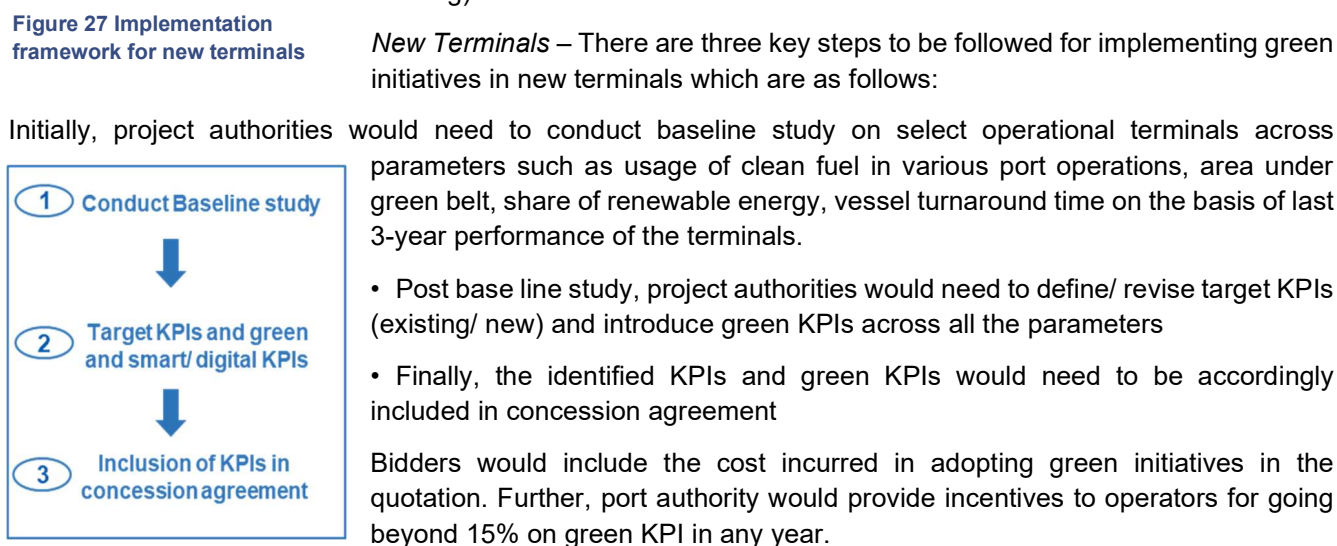 Figure 27 Implementation
framework for new terminals
New Terminals – There are three key steps to be followed for implementing green
initiatives in new terminals which are as follows:
Initially, project authorities would need to conduct baseline study on select operational terminals across
parameters such as usage of clean fuel in various port operations, area under
green belt, share of renewable energy, vessel turnaround time on the basis of last
3-year performance of the terminals.
• Post base line study, project authorities would need to define/ revise target KPIs
(existing/ new) and introduce green KPIs across all the parameters
• Finally, the identified KPIs and green KPIs would need to be accordingly
included in concession agreement
Bidders would include the cost incurred in adopting green initiatives in the
quotation. Further, port authority would provide incentives to operators for going
beyond 15% on green KPI in any year.
1 Conduct Baseline study
2 Target KPIs and green
and smart/ digital KPIs
3 Inclusion of KPIs in
concession agreement